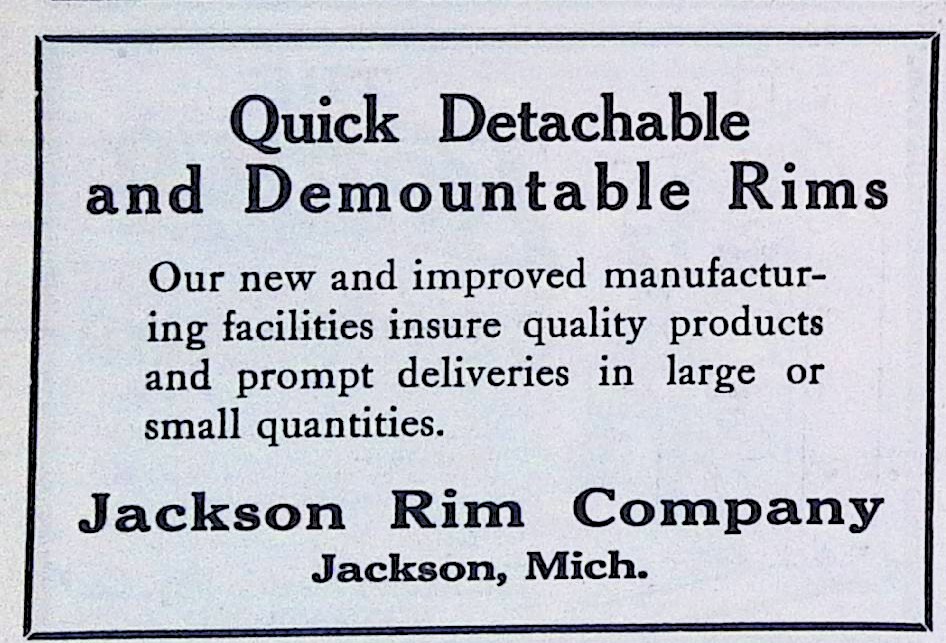 Quick Detachable
and Demountable Rims
Our new and improved manufactur-
ing facilities insure quality products
and prompt deliveries in large or
small quantities.
Jackson Rim Company
Jackson, Mich.